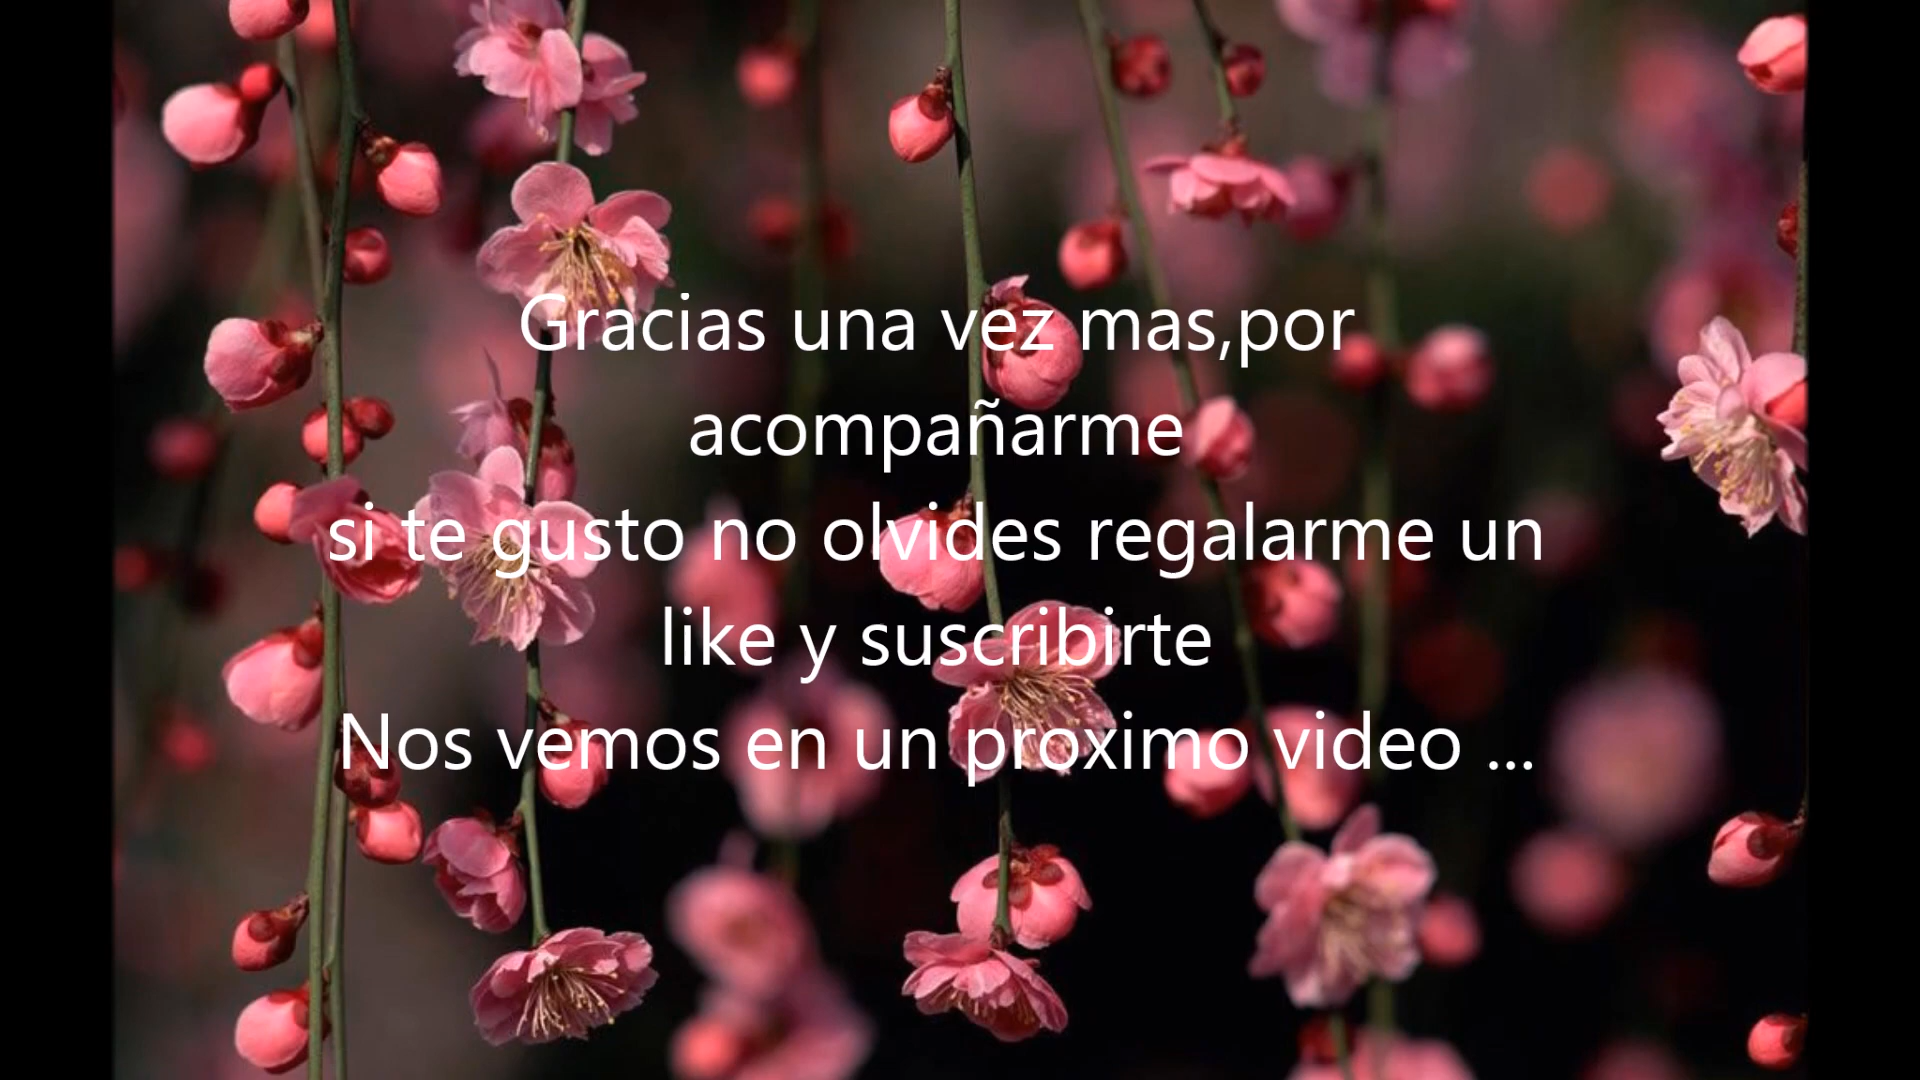 Gracias una vez mas,por
acompañarme
si te gusto no olvides regalarme un
like y suscribirte
Nos vemos en un proximo video ...